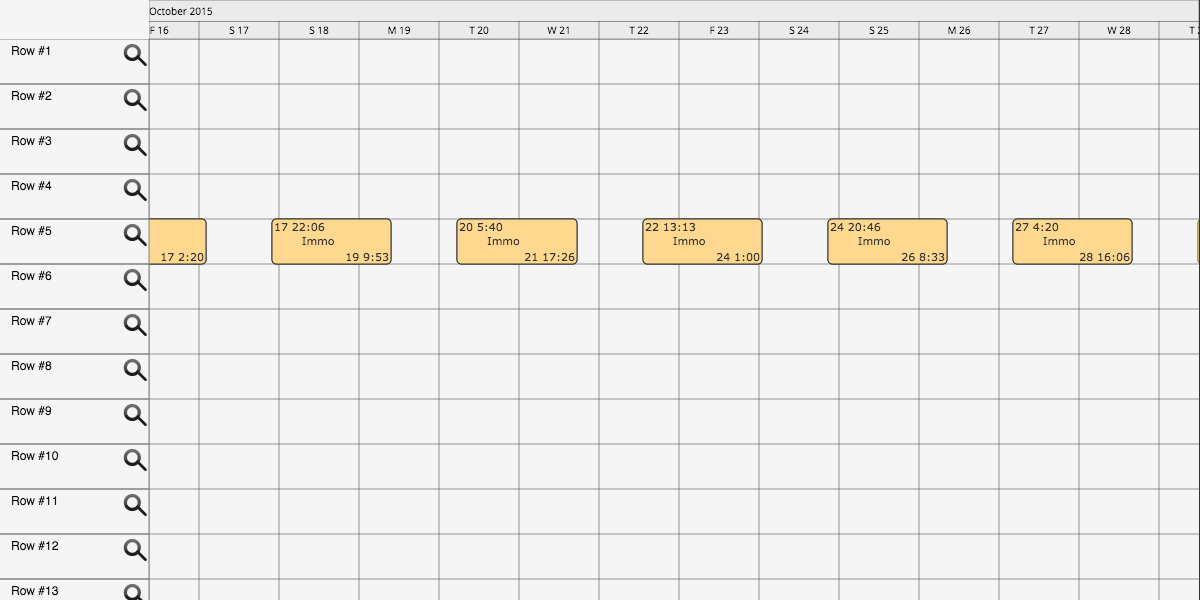 October 2015
F 16 S 17 S 18 M 19 T 20 W 21 T 22 F 23 S 24 S 25 M 26 T 27 W 28 T
Row #1
Row #2
Row #3
Row #4
Row #5
17 2:20
17 22:06
Immo
19 9:53
20 5:40
Immo
21 17:26
22 13:13
Immo
24 1:00
24 20:46
Immo
26 8:33
27 4:20
Immo
28 16:06
Row #6
Row #7
Row #8
Row #9
Row #10
Row #11
Row #12
Row #13